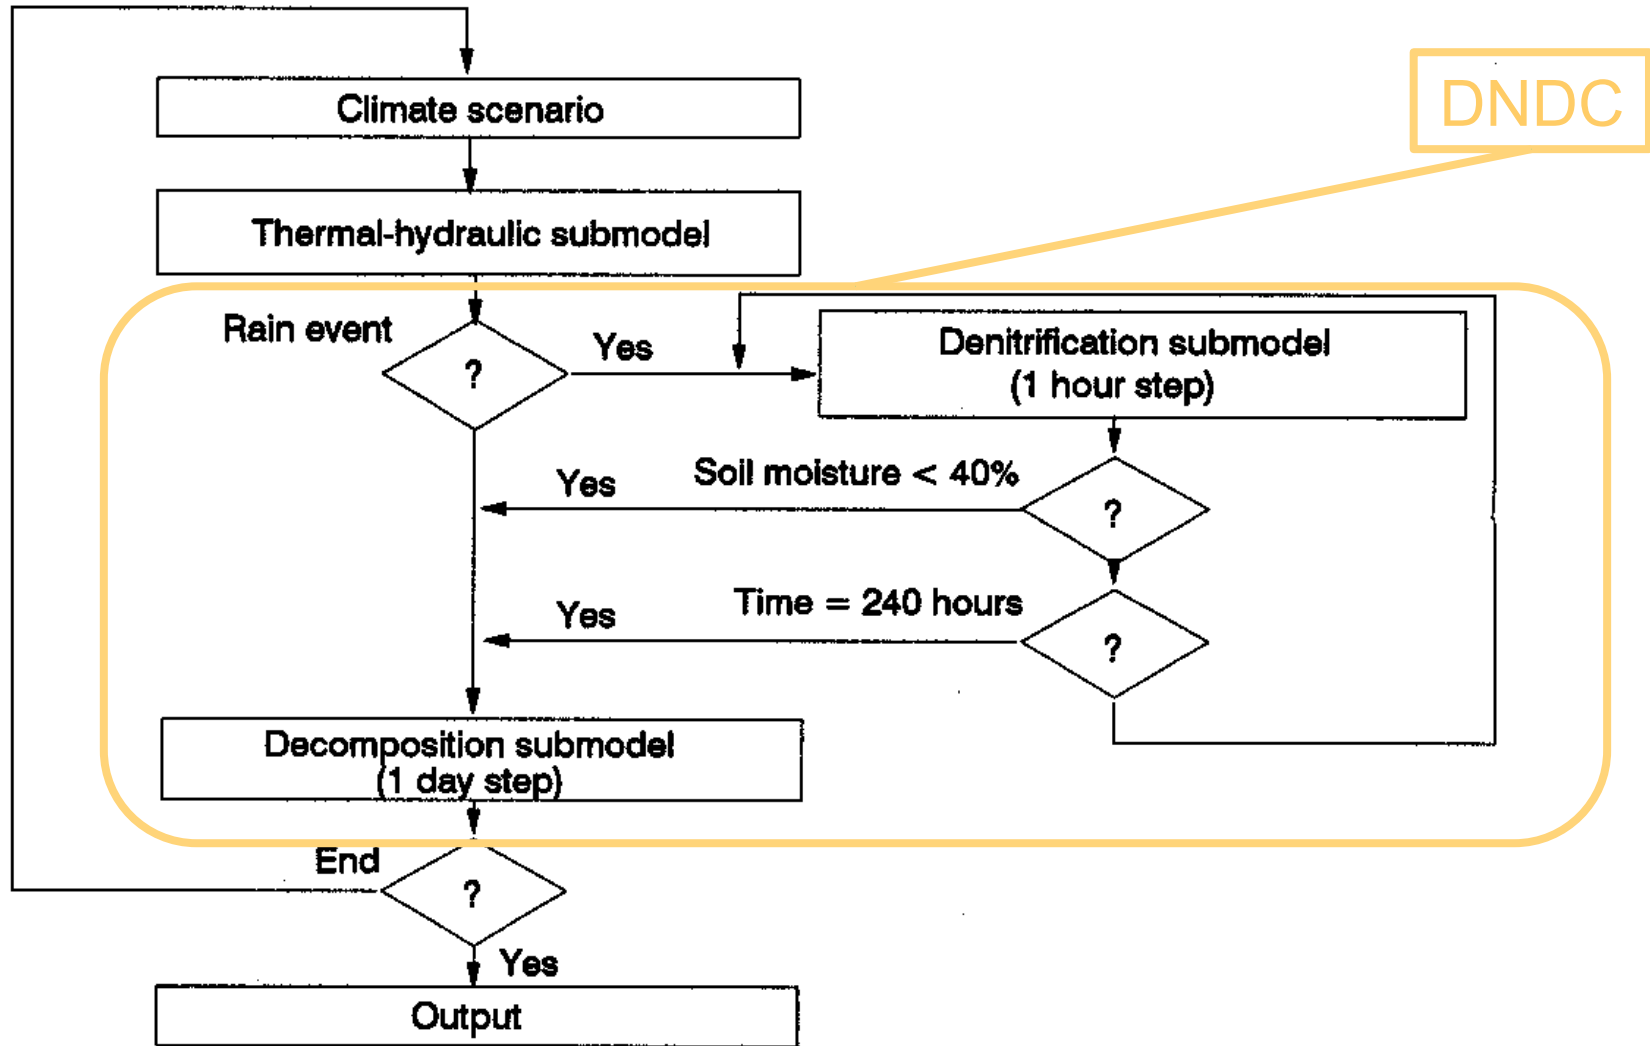 DNDC
Climate scenario
Thermal-hydraulic submodel
Rain event
?
Yes
Denitrification submodel
(1 hour step)
Soil moisture < 40%
Yes
?
Time = 240 hours
Yes
?
Decomposition submodel
(1 day step)
End
?
Yes
Output